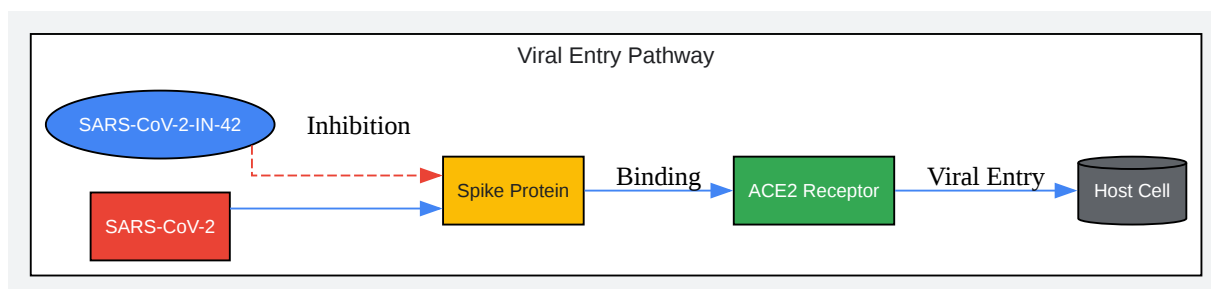 Viral Entry Pathway
SARS-CoV-2-IN-42
Inhibition
Spike Protein
Binding
ACE2 Receptor
Viral Entry
Host Cell
SARS-CoV-2